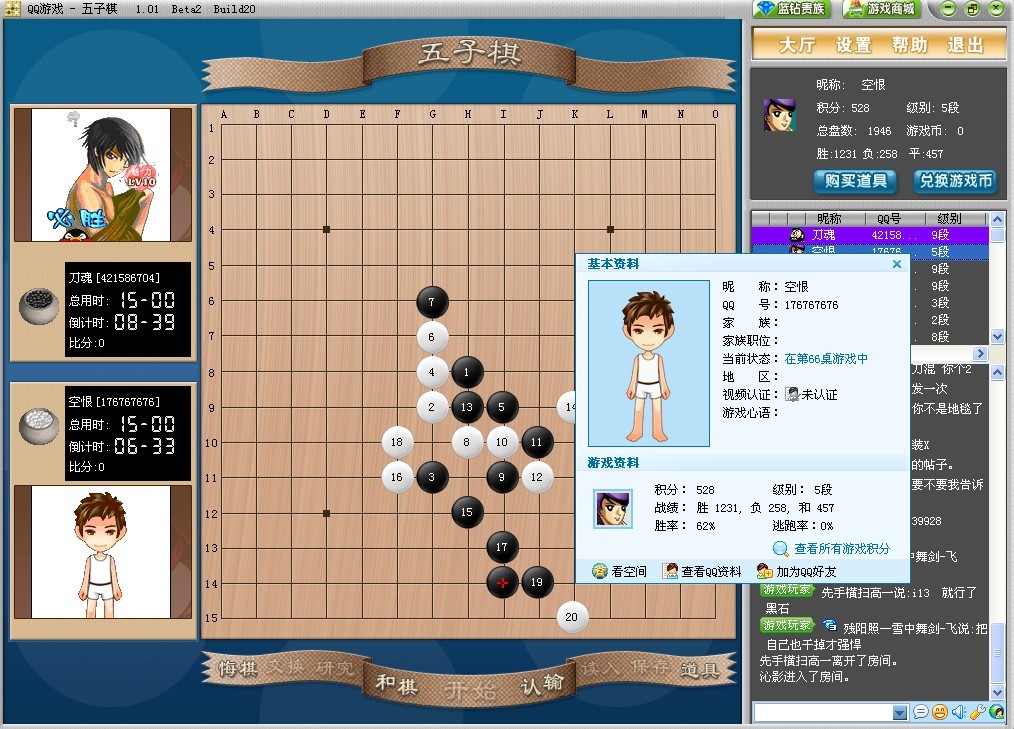 QQ游戏 - 五子棋 1.01 Beta2 Build20
蓝钻贵族 游戏商城
大厅 设置 帮助 退出
五子棋
昵称: 空恨
积分: 528 级别: 5段
总盘数: 1946 游戏币: 0
胜:1231 负:258 平:457
购买道具 兑换游戏币
魅力
LV10
必胜
刀魂 [421586704]
总用时: 15-00
倒计时: 08-39
比分:0
空恨 [176767676]
总用时: 15-00
倒计时: 06-33
比分:0
A B C D E F G H I J K L M N O
1
2
3
4
5
6
7
8
9
10
11
12
13
14
15
7
6
4 1
2 13 5 14
18 8 10 11
16 3 9 12
15
17
19
20
昵称 QQ号 级别
刀魂 42158... 9段
空恨 17676... 5段
9段
9段
3段
2段
8段
基本资料
昵 称: 空恨
QQ 号: 176767676
家 族:
家族职位:
当前状态: 在第66桌游戏中
地 区:
视频认证: 未认证
游戏心语:
游戏资料
积分: 528 级别: 5段
战绩: 胜 1231, 负 258, 和 457
胜率: 62% 逃跑率:0%
查看所有游戏积分
看空间 查看QQ资料 加为QQ好友
刀混 你个2
发一次
你不是地毯了
装X
的帖子。
要不要我告诉
39928
中舞剑-飞
游戏玩家 先手横扫高一说:i13 就行了
黑石
游戏玩家 残阳照一雪中舞剑-飞说:把
自己也干掉才强悍
先手横扫高一离开了房间。
沁影进入了房间。
悔棋 交换 研究 和棋 开始 认输 读入 保存 道具